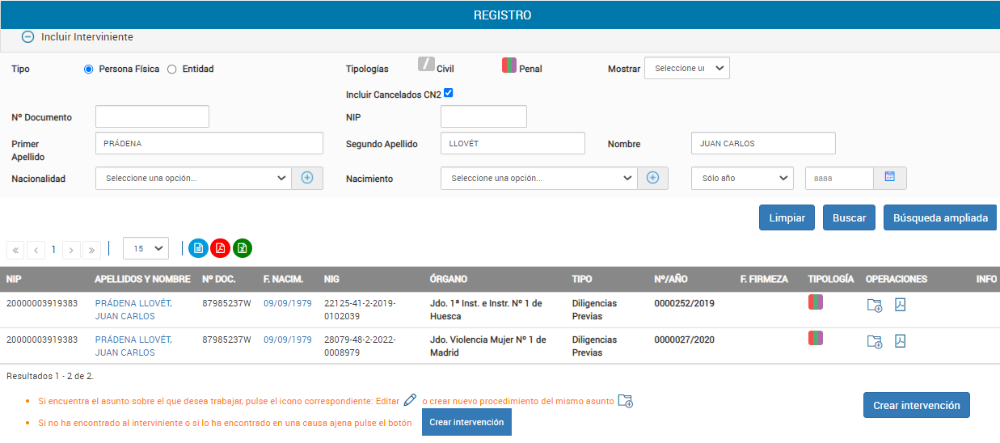 REGISTRO
Incluir Interviniente
Tipo Persona Física Entidad Tipologías Civil Penal Mostrar Seleccione ui
Incluir Cancelados CN2
Nº Documento NIP
Primer Apellido PRÁDENA Segundo Apellido LLOVÉT Nombre JUAN CARLOS
Nacionalidad Seleccione una opción... Nacimiento Seleccione una opción... Sólo año aaaa
Limpiar Buscar Búsqueda ampliada
« ‹ 1 › » 15
NIP APELLIDOS Y NOMBRE Nº DOC. F. NACIM. NIG ÓRGANO TIPO Nº/AÑO F. FIRMEZA TIPOLOGÍA OPERACIONES INFO
20000003919383 PRÁDENA LLOVÉT, 87985237W 09/09/1979 22125-41-2-2019- Jdo. 1ª Inst. e Instr. Nº 1 de Diligencias 0000252/2019
JUAN CARLOS 0102039 Huesca Previas
20000003919383 PRÁDENA LLOVÉT, 87985237W 09/09/1979 28079-48-2-2022- Jdo. Violencia Mujer Nº 1 de Diligencias 0000027/2020
JUAN CARLOS 0008979 Madrid Previas
Resultados 1 - 2 de 2.
• Si encuentra el asunto sobre el que desea trabajar, pulse el icono correspondiente: Editar o crear nuevo procedimiento del mismo asunto
Crear intervención
• Si no ha encontrado al interviniente o si lo ha encontrado en una causa ajena pulse el botón Crear intervención